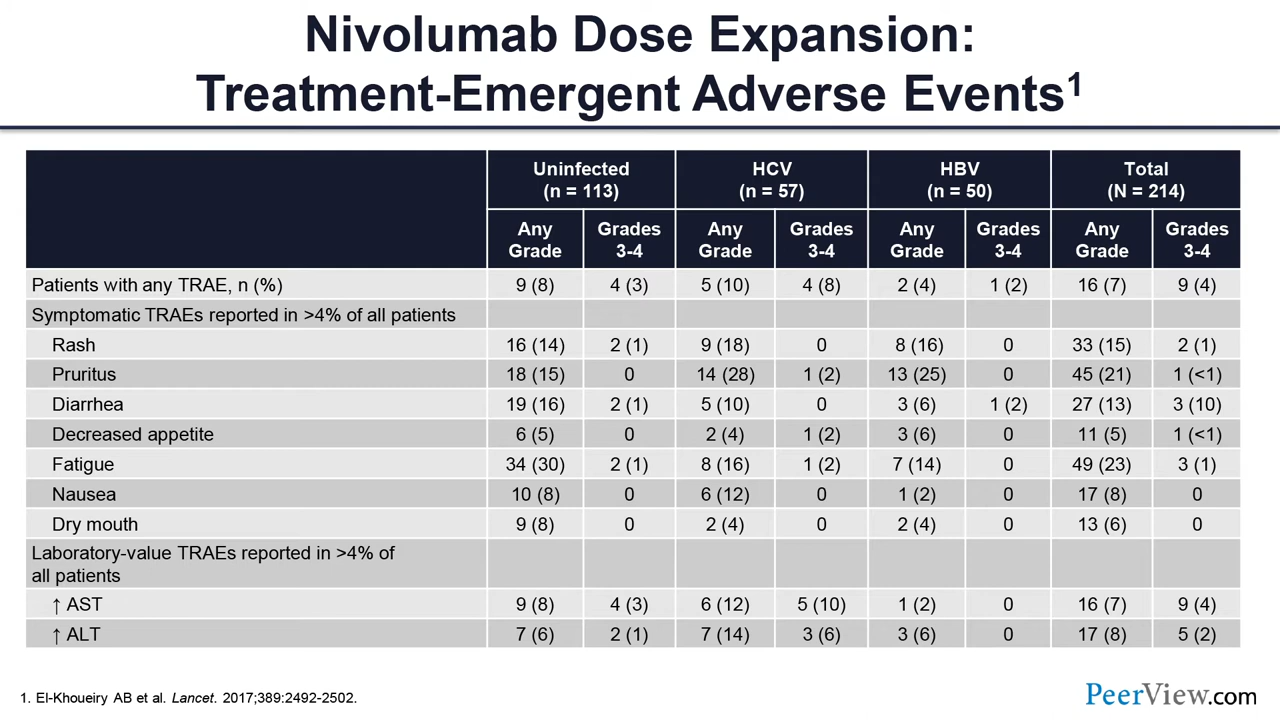 Nivolumab Dose Expansion:
Treatment-Emergent Adverse Events1
Uninfected (n = 113) HCV (n = 57) HBV (n = 50) Total (N = 214)
Any Grade Grades 3-4 Any Grade Grades 3-4 Any Grade Grades 3-4 Any Grade Grades 3-4
Patients with any TRAE, n (%) 9 (8) 4 (3) 5 (10) 4 (8) 2 (4) 1 (2) 16 (7) 9 (4)
Symptomatic TRAEs reported in >4% of all patients
Rash 16 (14) 2 (1) 9 (18) 0 8 (16) 0 33 (15) 2 (1)
Pruritus 18 (15) 0 14 (28) 1 (2) 13 (25) 0 45 (21) 1 (<1)
Diarrhea 19 (16) 2 (1) 5 (10) 0 3 (6) 1 (2) 27 (13) 3 (10)
Decreased appetite 6 (5) 0 2 (4) 1 (2) 3 (6) 0 11 (5) 1 (<1)
Fatigue 34 (30) 2 (1) 8 (16) 1 (2) 7 (14) 0 49 (23) 3 (1)
Nausea 10 (8) 0 6 (12) 0 1 (2) 0 17 (8) 0
Dry mouth 9 (8) 0 2 (4) 0 2 (4) 0 13 (6) 0
Laboratory-value TRAEs reported in >4% of
all patients
↑ AST 9 (8) 4 (3) 6 (12) 5 (10) 1 (2) 0 16 (7) 9 (4)
↑ ALT 7 (6) 2 (1) 7 (14) 3 (6) 3 (6) 0 17 (8) 5 (2)
1. El-Khoueiry AB et al. Lancet. 2017;389:2492-2502.
PeerView.com